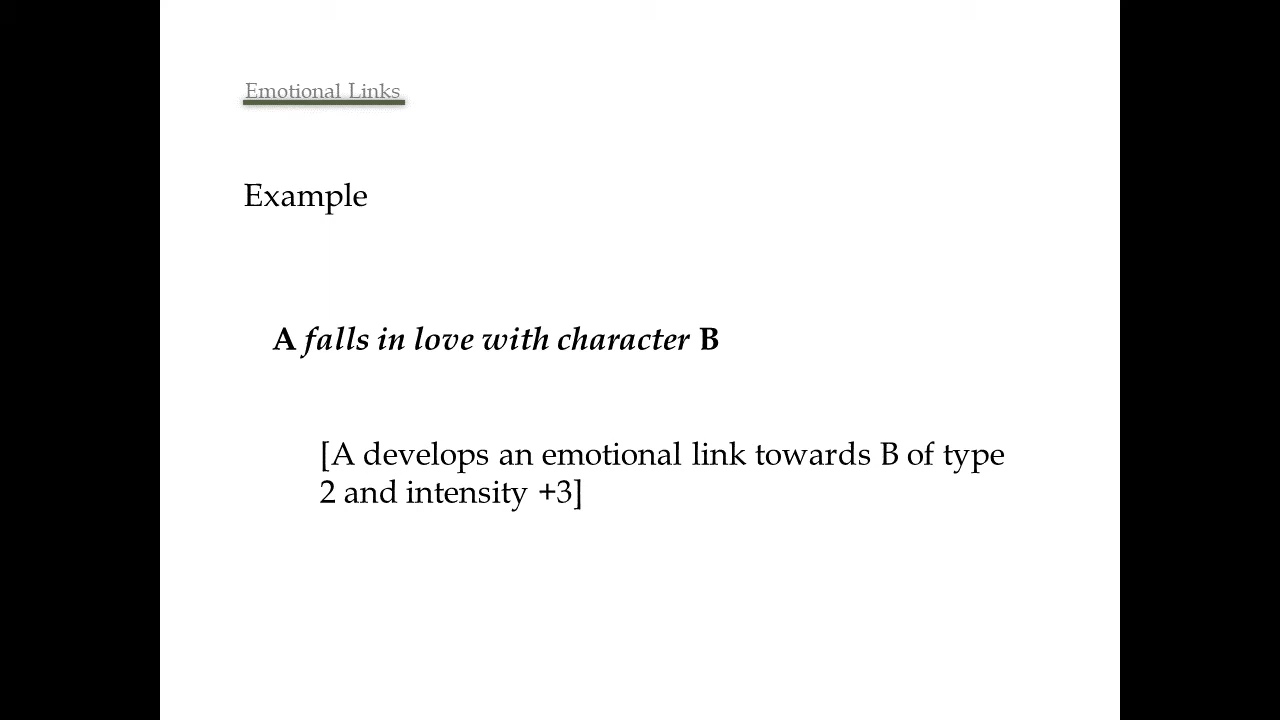 Emotional Links
Example
A falls in love with character B
[A develops an emotional link towards B of type
2 and intensity +3]